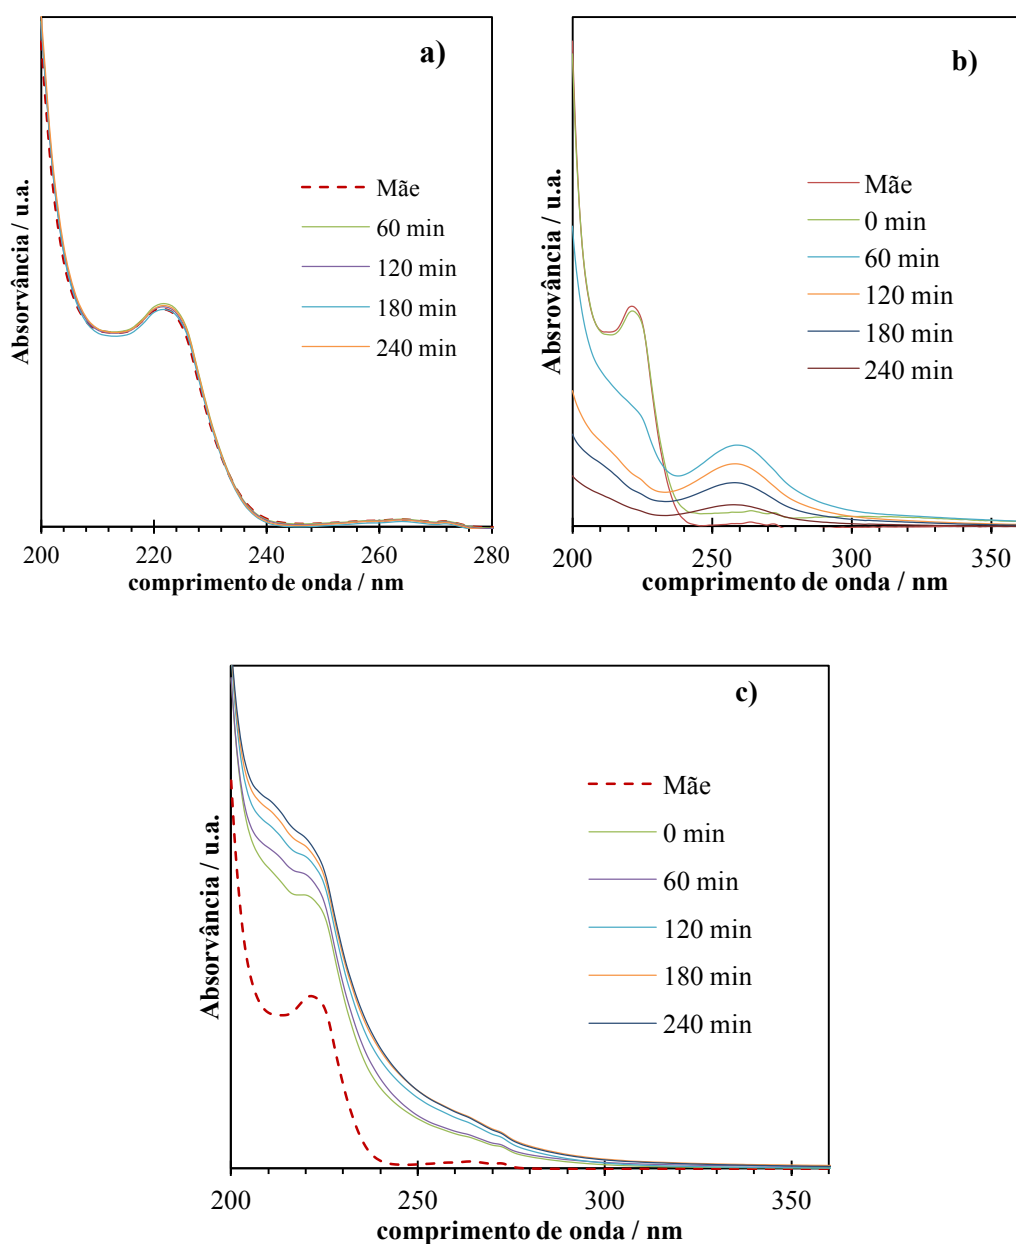 a)
Absorvância / u.a.
Mãe
60 min
120 min
180 min
240 min
200
220
240
260
280
comprimento de onda / nm
b)
Absrovância / u.a.
Mãe
0 min
60 min
120 min
180 min
240 min
200
250
300
350
comprimento de onda / nm
c)
Absorvância / u.a.
Mãe
0 min
60 min
120 min
180 min
240 min
200
250
300
350
comprimento de onda / nm